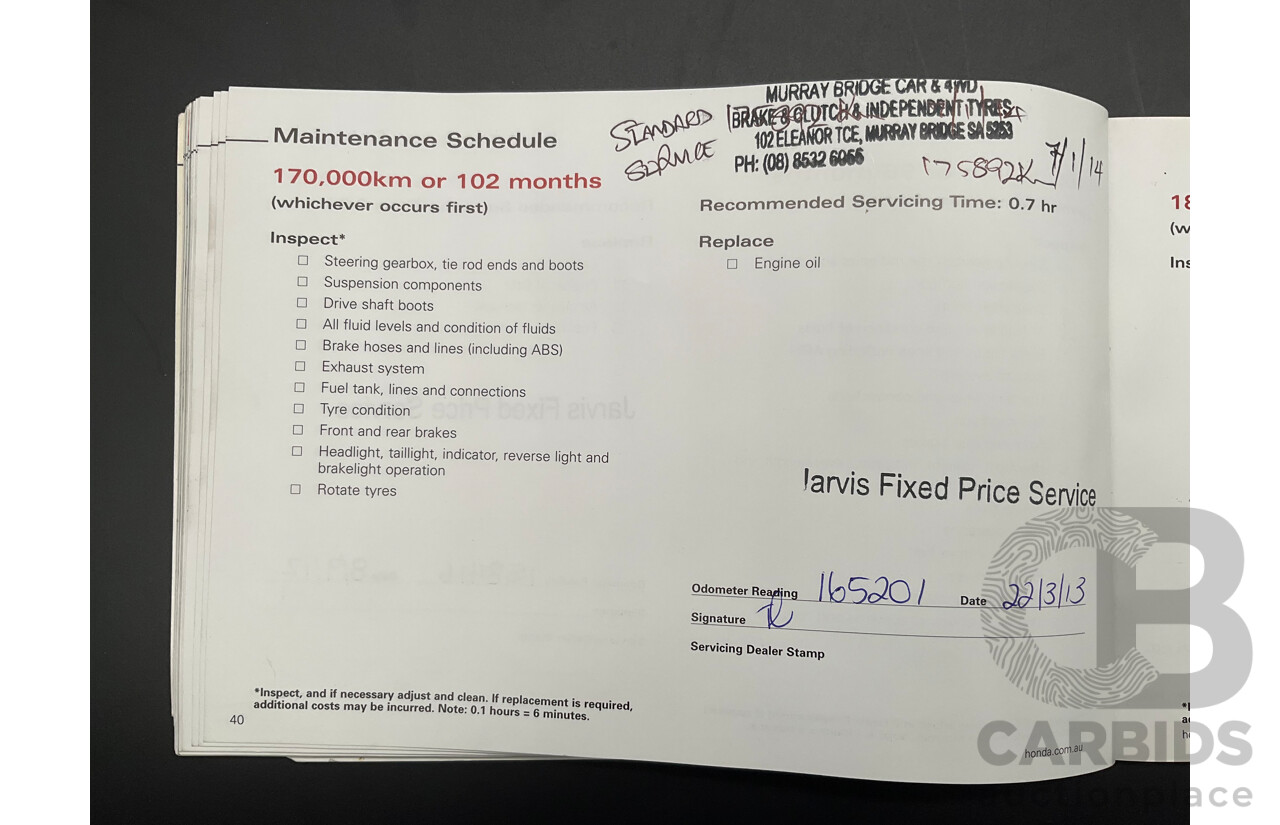 MURRAY BRIDGE CAR & 4WD
BRAKE & CLUTCH & INDEPENDENT TYRES
102 ELEANOR TCE, MURRAY BRIDGE SA 5253
PH: (08) 8532 6066
STANDARD
SERVICE
175892K 7/1/14
Maintenance Schedule
170,000km or 102 months
(whichever occurs first)
Inspect*
☐ Steering gearbox, tie rod ends and boots
☐ Suspension components
☐ Drive shaft boots
☐ All fluid levels and condition of fluids
☐ Brake hoses and lines (including ABS)
☐ Exhaust system
☐ Fuel tank, lines and connections
☐ Tyre condition
☐ Front and rear brakes
☐ Headlight, taillight, indicator, reverse light and
brakelight operation
☐ Rotate tyres
*Inspect, and if necessary adjust and clean. If replacement is required,
additional costs may be incurred. Note: 0.1 hours = 6 minutes.
40
Recommended Servicing Time: 0.7 hr
Replace
☐ Engine oil
Jarvis Fixed Price Service
Odometer Reading 165201 Date 22/3/13
Signature
Servicing Dealer Stamp
honda.com.au
18
(w
Ins
CB
CARBIDS
auctionplace